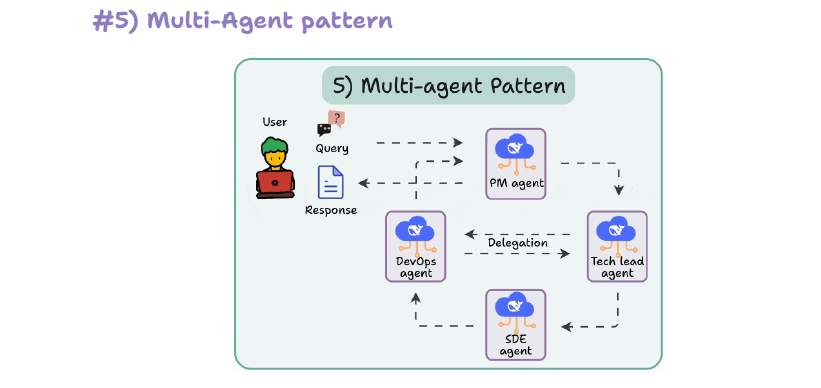 #5) Multi-Agent pattern
5) Multi-agent Pattern
User
?
Query
Response
PM agent
DevOps
agent
Delegation
Tech lead
agent
SDE
agent